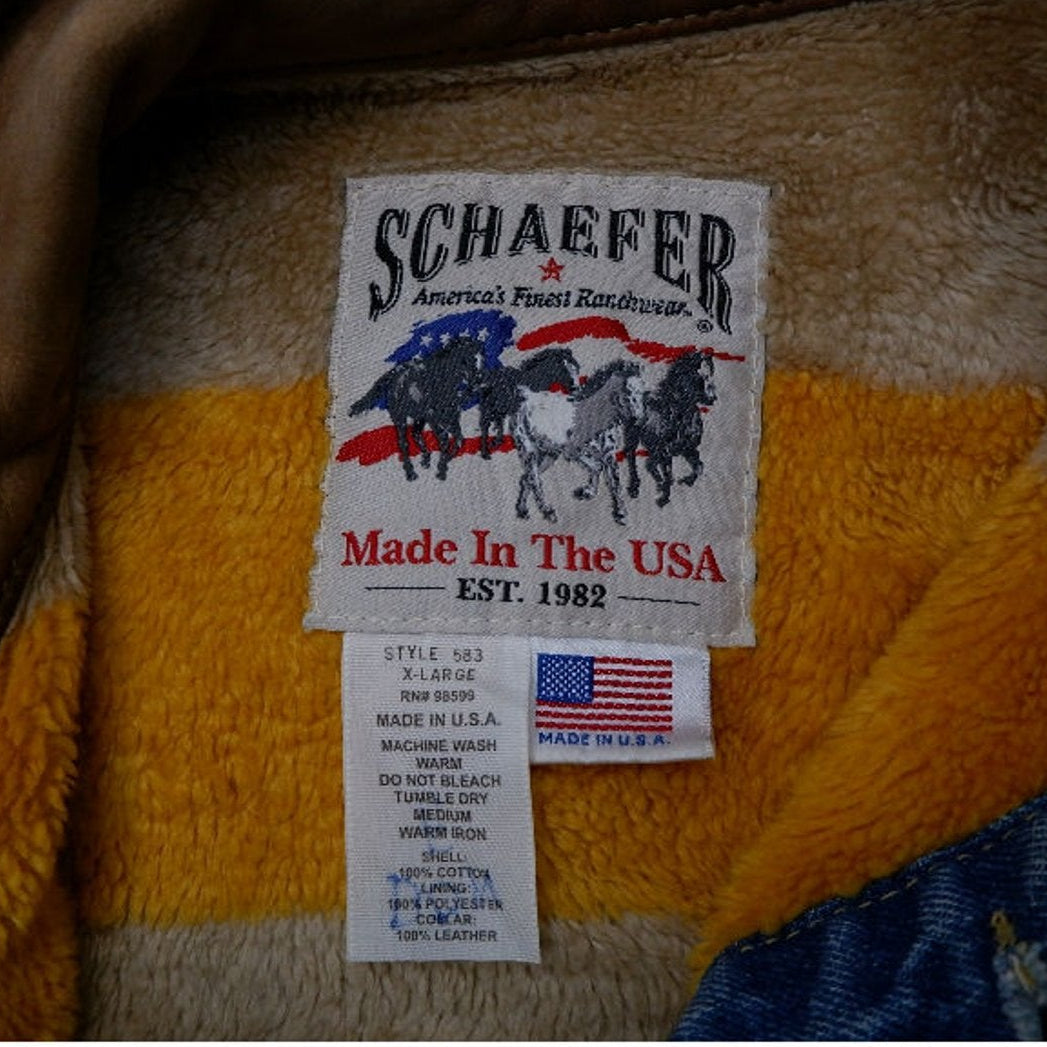 SCHAEFER
America's Finest Ranchwear
®
Made In The USA
EST. 1982
STYLE 583
X-LARGE
RN# 98599
MADE IN U.S.A.
MACHINE WASH
WARM
DO NOT BLEACH
TUMBLE DRY
MEDIUM
WARM IRON
SHELL:
100% COTTON
LINING:
100% POLYESTER
COLLAR:
100% LEATHER
MADE IN U.S.A.